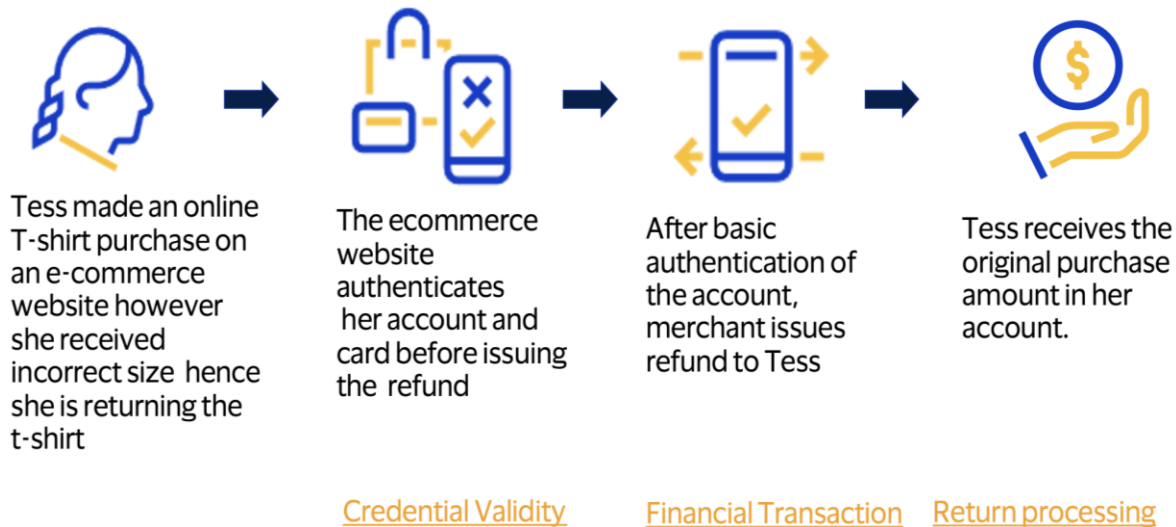 Tess made an online
T-shirt purchase on
an e-commerce
website however
she received
incorrect size hence
she is returning the
t-shirt
The ecommerce
website
authenticates
her account and
card before issuing
the refund
After basic
authentication of
the account,
merchant issues
refund to Tess
Tess receives the
original purchase
amount in her
account.
Credential Validity
Financial Transaction
Return processing